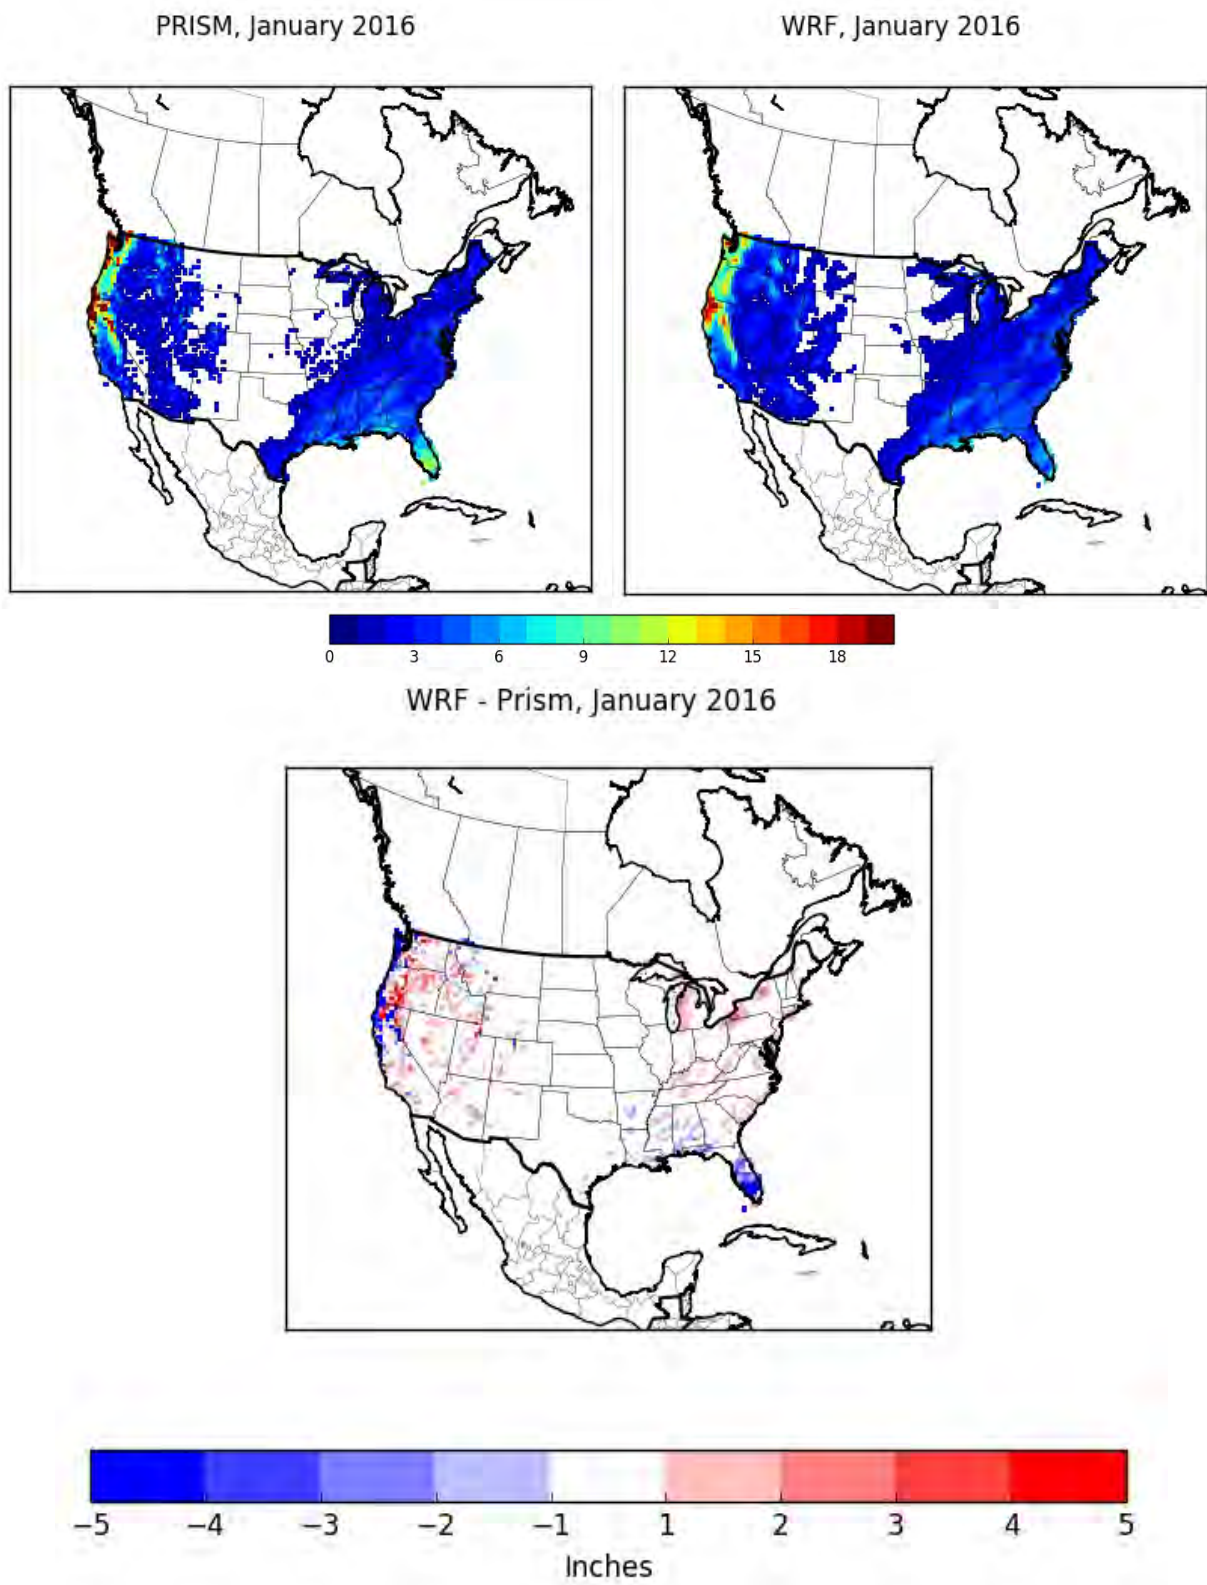 PRISM, January 2016
WRF, January 2016
0 3 6 9 12 15 18
WRF - Prism, January 2016
−5 −4 −3 −2 −1 1 2 3 4 5
Inches